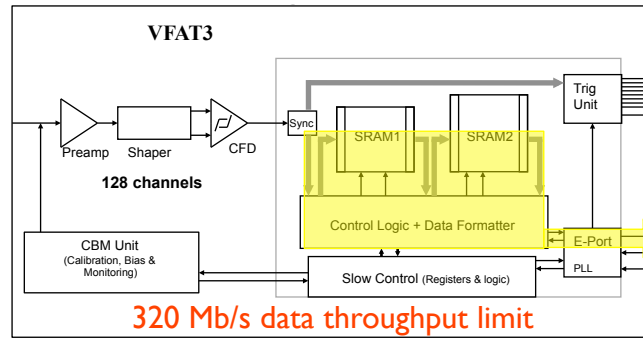 VFAT3
Trig
Unit
Sync
SRAM1
SRAM2
Preamp
Shaper
CFD
128 channels
Control Logic + Data Formatter
E-Port
PLL
CBM Unit
(Calibration, Bias &
Monitoring)
Slow Control (Registers & logic)
320 Mb/s data throughput limit